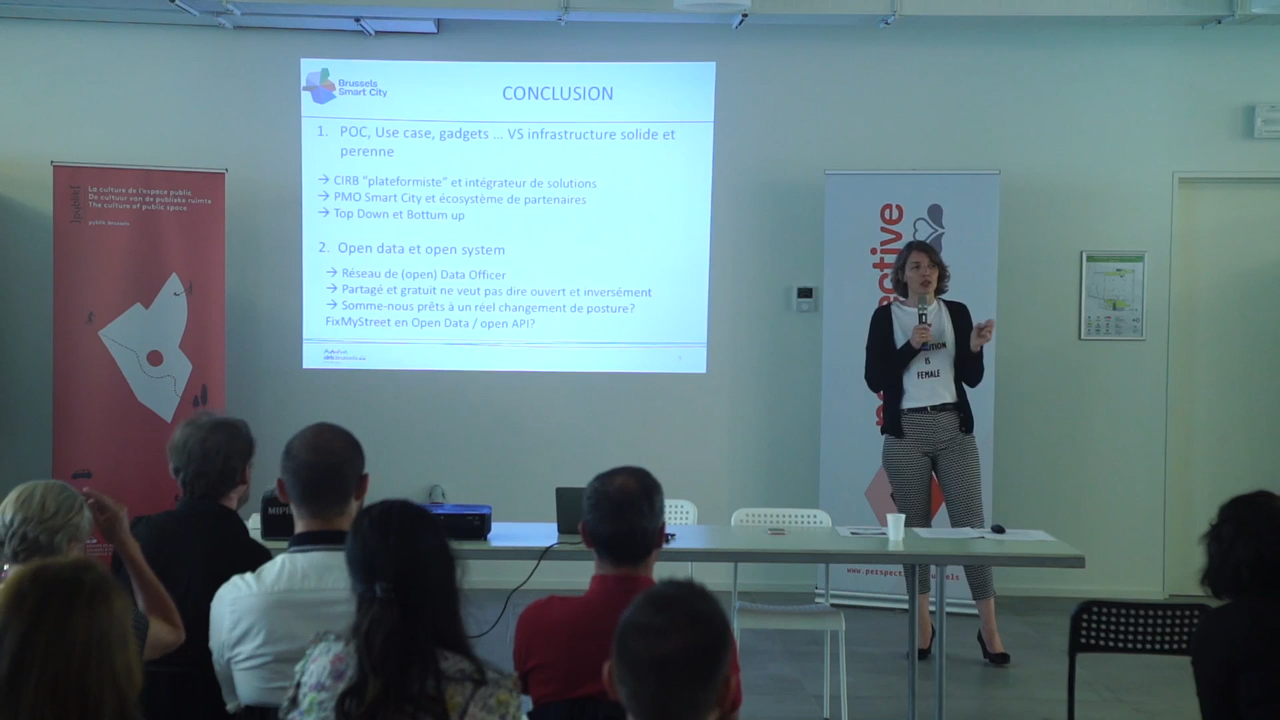 Brussels
Smart City
CONCLUSION
1. POC, Use case, gadgets ... VS infrastructure solide et
perenne
→ CIRB "plateformiste" et intégrateur de solutions
→ PMO Smart City et écosystème de partenaires
→ Top Down et Bottum up
2. Open data et open system
→ Réseau de (open) Data Officer
→ Partagé et gratuit ne veut pas dire ouvert et inversément
→ Somme-nous prêts à un réel changement de posture?
FixMyStreet en Open Data / open API?
]publik[
La culture de l'espace public
De cultuur van de publieke ruimte
The culture of public space
publik.brussels
ective
IS
FEMALE